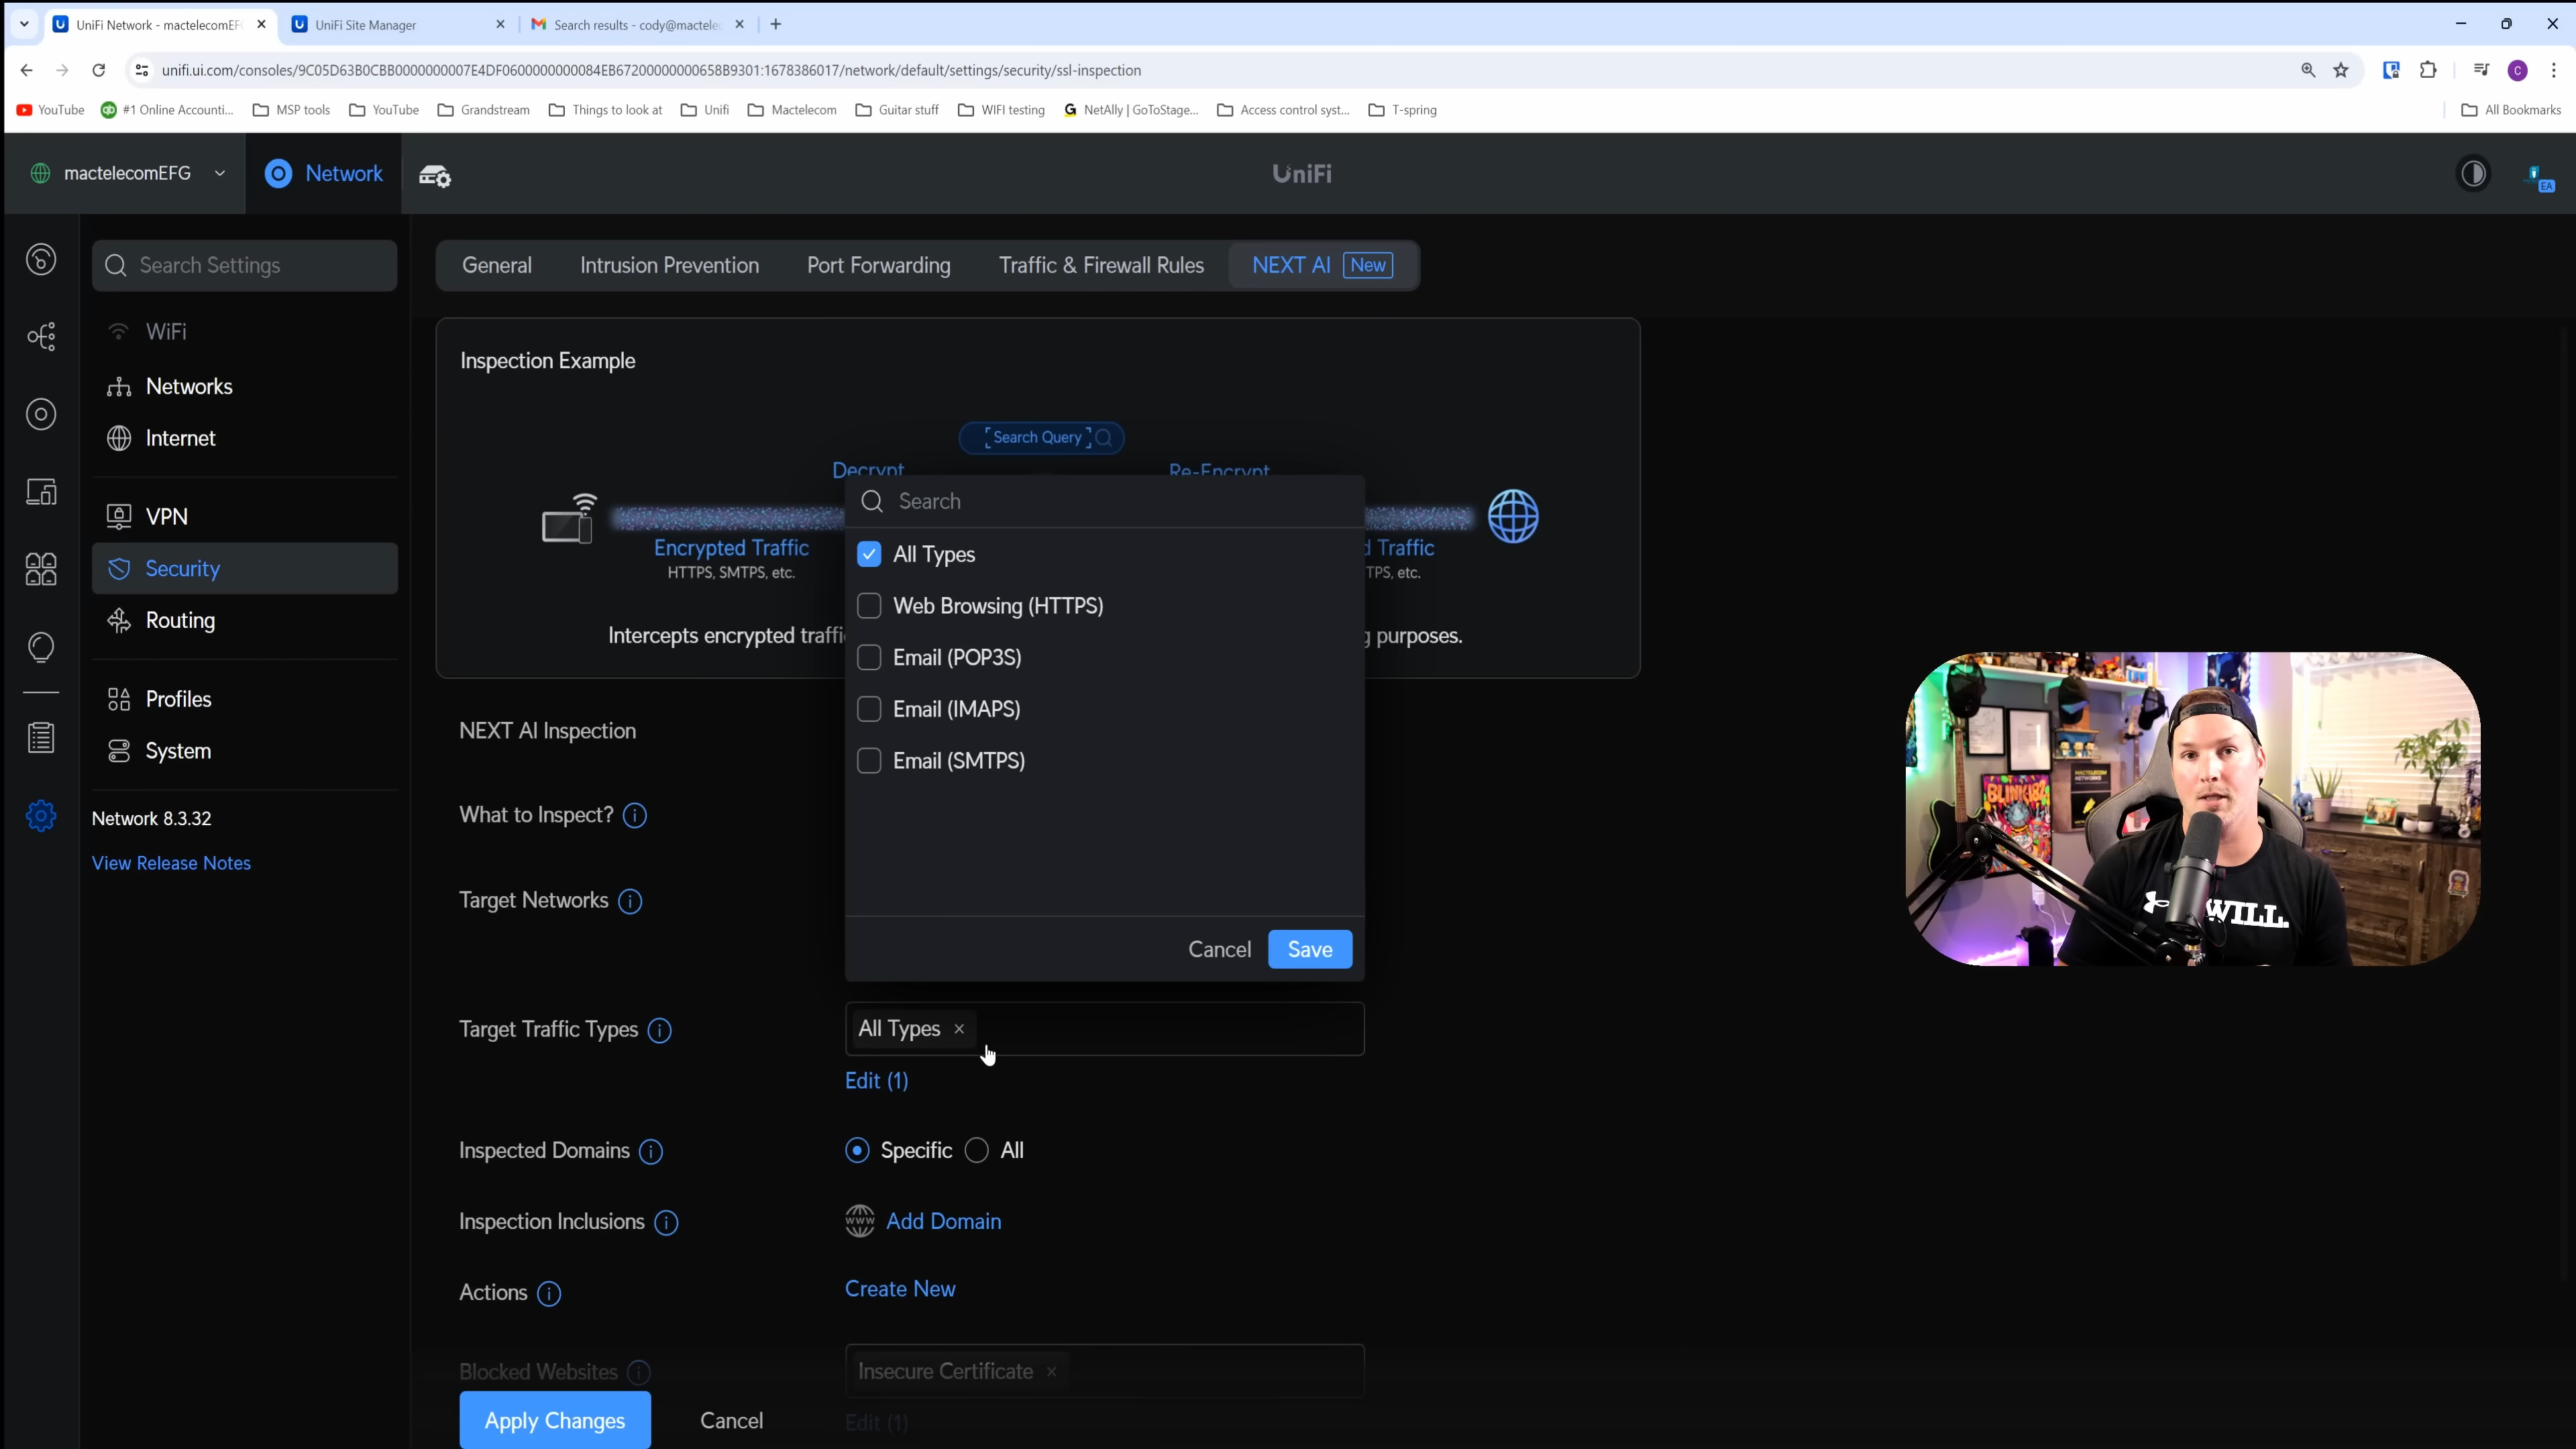 UniFi Network - mactelecomEF
UniFi Site Manager
Search results - cody@mactele
unifi.ui.com/consoles/9C05D63B0CBB0000000007E4DF0600000000084EB67200000000658B9301:1678386017/network/default/settings/security/ssl-inspection
YouTube
#1 Online Accounti...
MSP tools
YouTube
Grandstream
Things to look at
Unifi
Mactelecom
Guitar stuff
WIFI testing
NetAlly | GoToStage...
Access control syst...
T-spring
All Bookmarks
mactelecomEFG
Network
UniFi
EA
Search Settings
General
Intrusion Prevention
Port Forwarding
Traffic & Firewall Rules
NEXT AI
New
WiFi
Networks
Internet
VPN
Security
Routing
Profiles
System
Network 8.3.32
View Release Notes
Inspection Example
[Search Query]
Decrypt
Re-Encrypt
Encrypted Traffic
HTTPS, SMTPS, etc.
d Traffic
TPS, etc.
Intercepts encrypted traffi
g purposes.
Search
All Types
Web Browsing (HTTPS)
Email (POP3S)
Email (IMAPS)
Email (SMTPS)
Cancel
Save
NEXT AI Inspection
What to Inspect?
Target Networks
Target Traffic Types
All Types
Edit (1)
Inspected Domains
Specific
All
Inspection Inclusions
www
Add Domain
Actions
Create New
Blocked Websites
Insecure Certificate
Edit (1)
Apply Changes
Cancel
BLINK182
MACTELECOM
NETWORKS
WILL.